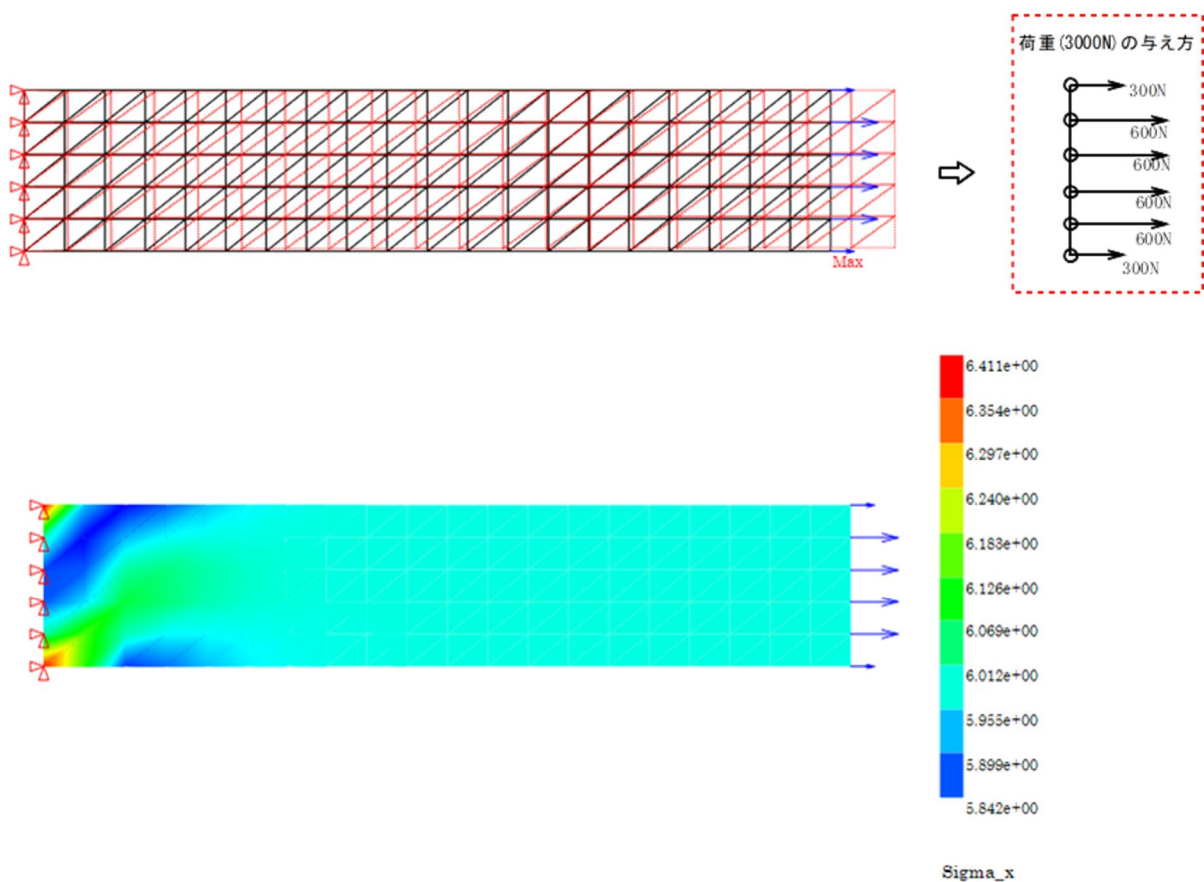 荷重(3000N)の与え方
300N
600N
600N
600N
600N
300N
Max
6.411e+00
6.354e+00
6.297e+00
6.240e+00
6.183e+00
6.126e+00
6.069e+00
6.012e+00
5.955e+00
5.899e+00
5.842e+00
Sigma_x